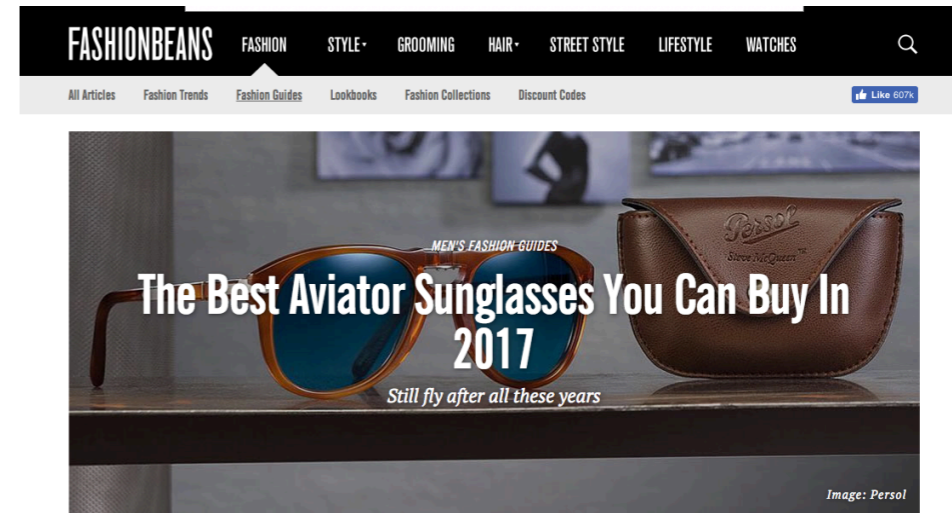 FASHIONBEANS
FASHION STYLE GROOMING HAIR STREET STYLE LIFESTYLE WATCHES
All Articles Fashion Trends Fashion Guides Lookbooks Fashion Collections Discount Codes
Like 607k
MEN'S FASHION GUIDES
The Best Aviator Sunglasses You Can Buy In
2017
Still fly after all these years
Persol
Steve McQueen™
Image: Persol